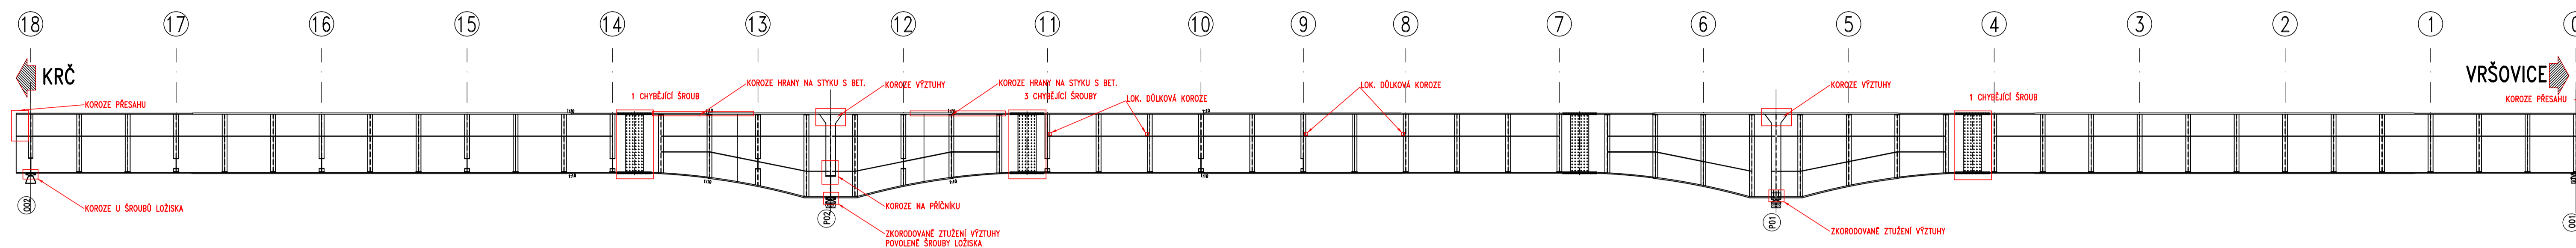 18 17 16 15 14 13 12 11 10 9 8 7 6 5 4 3 2 1 0
KRČ
VRŠOVICE
KOROZE PŘESAHU
1 CHYBĚJÍCÍ ŠROUB
KOROZE HRANY NA STYKU S BET.
KOROZE VÝZTUHY
KOROZE HRANY NA STYKU S BET.
3 CHYBĚJÍCÍ ŠROUBY
LOK. DŮLKOVÁ KOROZE
LOK. DŮLKOVÁ KOROZE
KOROZE VÝZTUHY
1 CHYBĚJÍCÍ ŠROUB
KOROZE PŘESAHU
O02
KOROZE U ŠROUBŮ LOŽISKA
P02
KOROZE NA PŘÍČNÍKU
ZKORODOVANÉ ZTUŽENÍ VÝZTUHY
POVOLENÉ ŠROUBY LOŽISKA
P01
ZKORODOVANÉ ZTUŽENÍ VÝZTUHY
O01